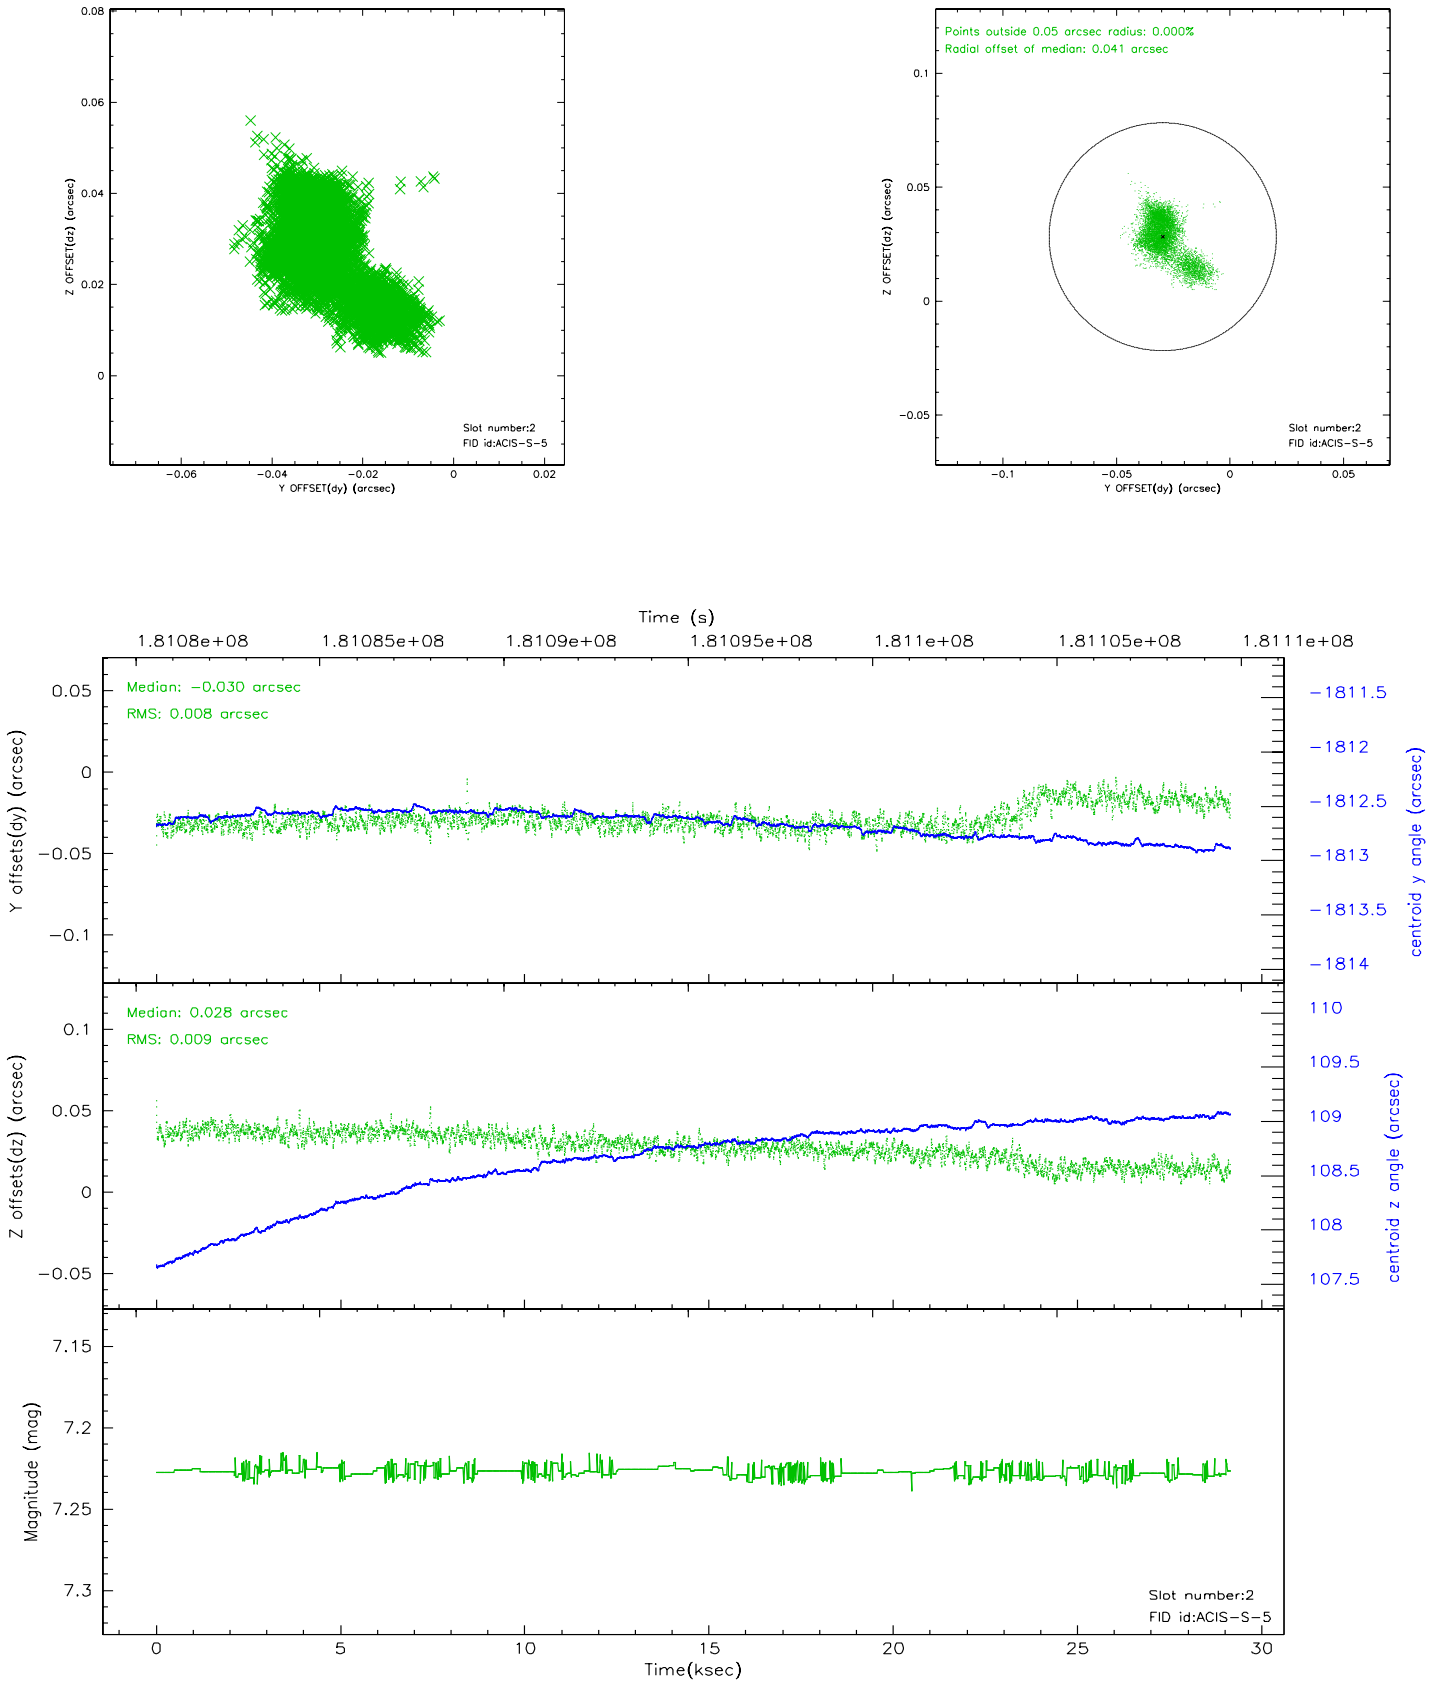 0.08
0.06
0.04
0.02
0
Z OFFSET(dz) (arcsec)
Slot number:2
FID id:ACIS-S-5
-0.06 -0.04 -0.02 0 0.02
Y OFFSET(dy) (arcsec)
Points outside 0.05 arcsec radius: 0.000%
Radial offset of median: 0.041 arcsec
0.1
0.05
0
-0.05
Z OFFSET(dz) (arcsec)
Slot number:2
FID id:ACIS-S-5
-0.1 -0.05 0 0.05
Y OFFSET(dy) (arcsec)
Time (s)
1.8108e+08 1.81085e+08 1.8109e+08 1.81095e+08 1.811e+08 1.81105e+08 1.8111e+08
Median: -0.030 arcsec
RMS: 0.008 arcsec
0.05
0
-0.05
-0.1
Y offsets(dy) (arcsec)
-1811.5
-1812
-1812.5
-1813
-1813.5
-1814
centroid y angle (arcsec)
Median: 0.028 arcsec
RMS: 0.009 arcsec
0.1
0.05
0
-0.05
Z offsets(dz) (arcsec)
110
109.5
109
108.5
108
107.5
centroid z angle (arcsec)
7.15
7.2
7.25
7.3
Magnitude (mag)
Slot number:2
FID id:ACIS-S-5
0 5 10 15 20 25 30
Time(ksec)